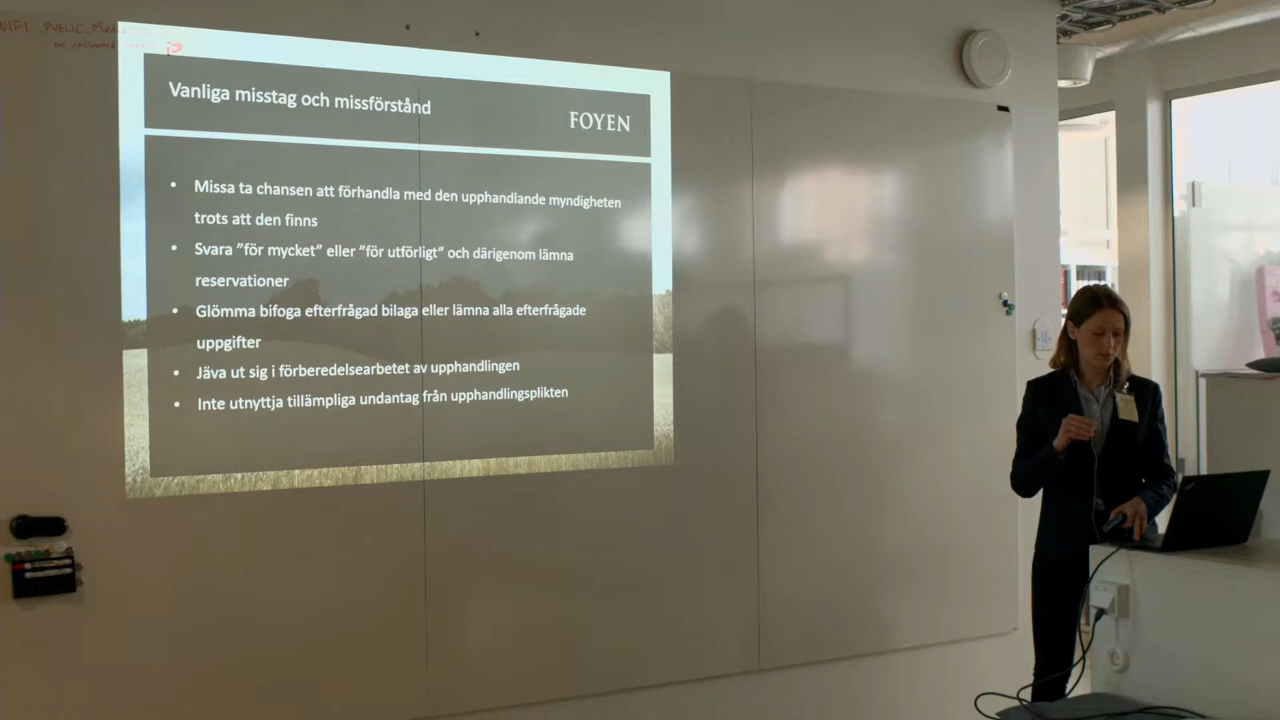 WIFI _PUBLIC_
Vanliga misstag och missförstånd
FOYEN
• Missa ta chansen att förhandla med den upphandlande myndigheten
trots att den finns
• Svara ”för mycket” eller ”för utförligt” och därigenom lämna
reservationer
• Glömma bifoga efterfrågad bilaga eller lämna alla efterfrågade
uppgifter
• Jäva ut sig i förberedelsearbetet av upphandlingen
• Inte utnyttja tillämpliga undantag från upphandlingsplikten